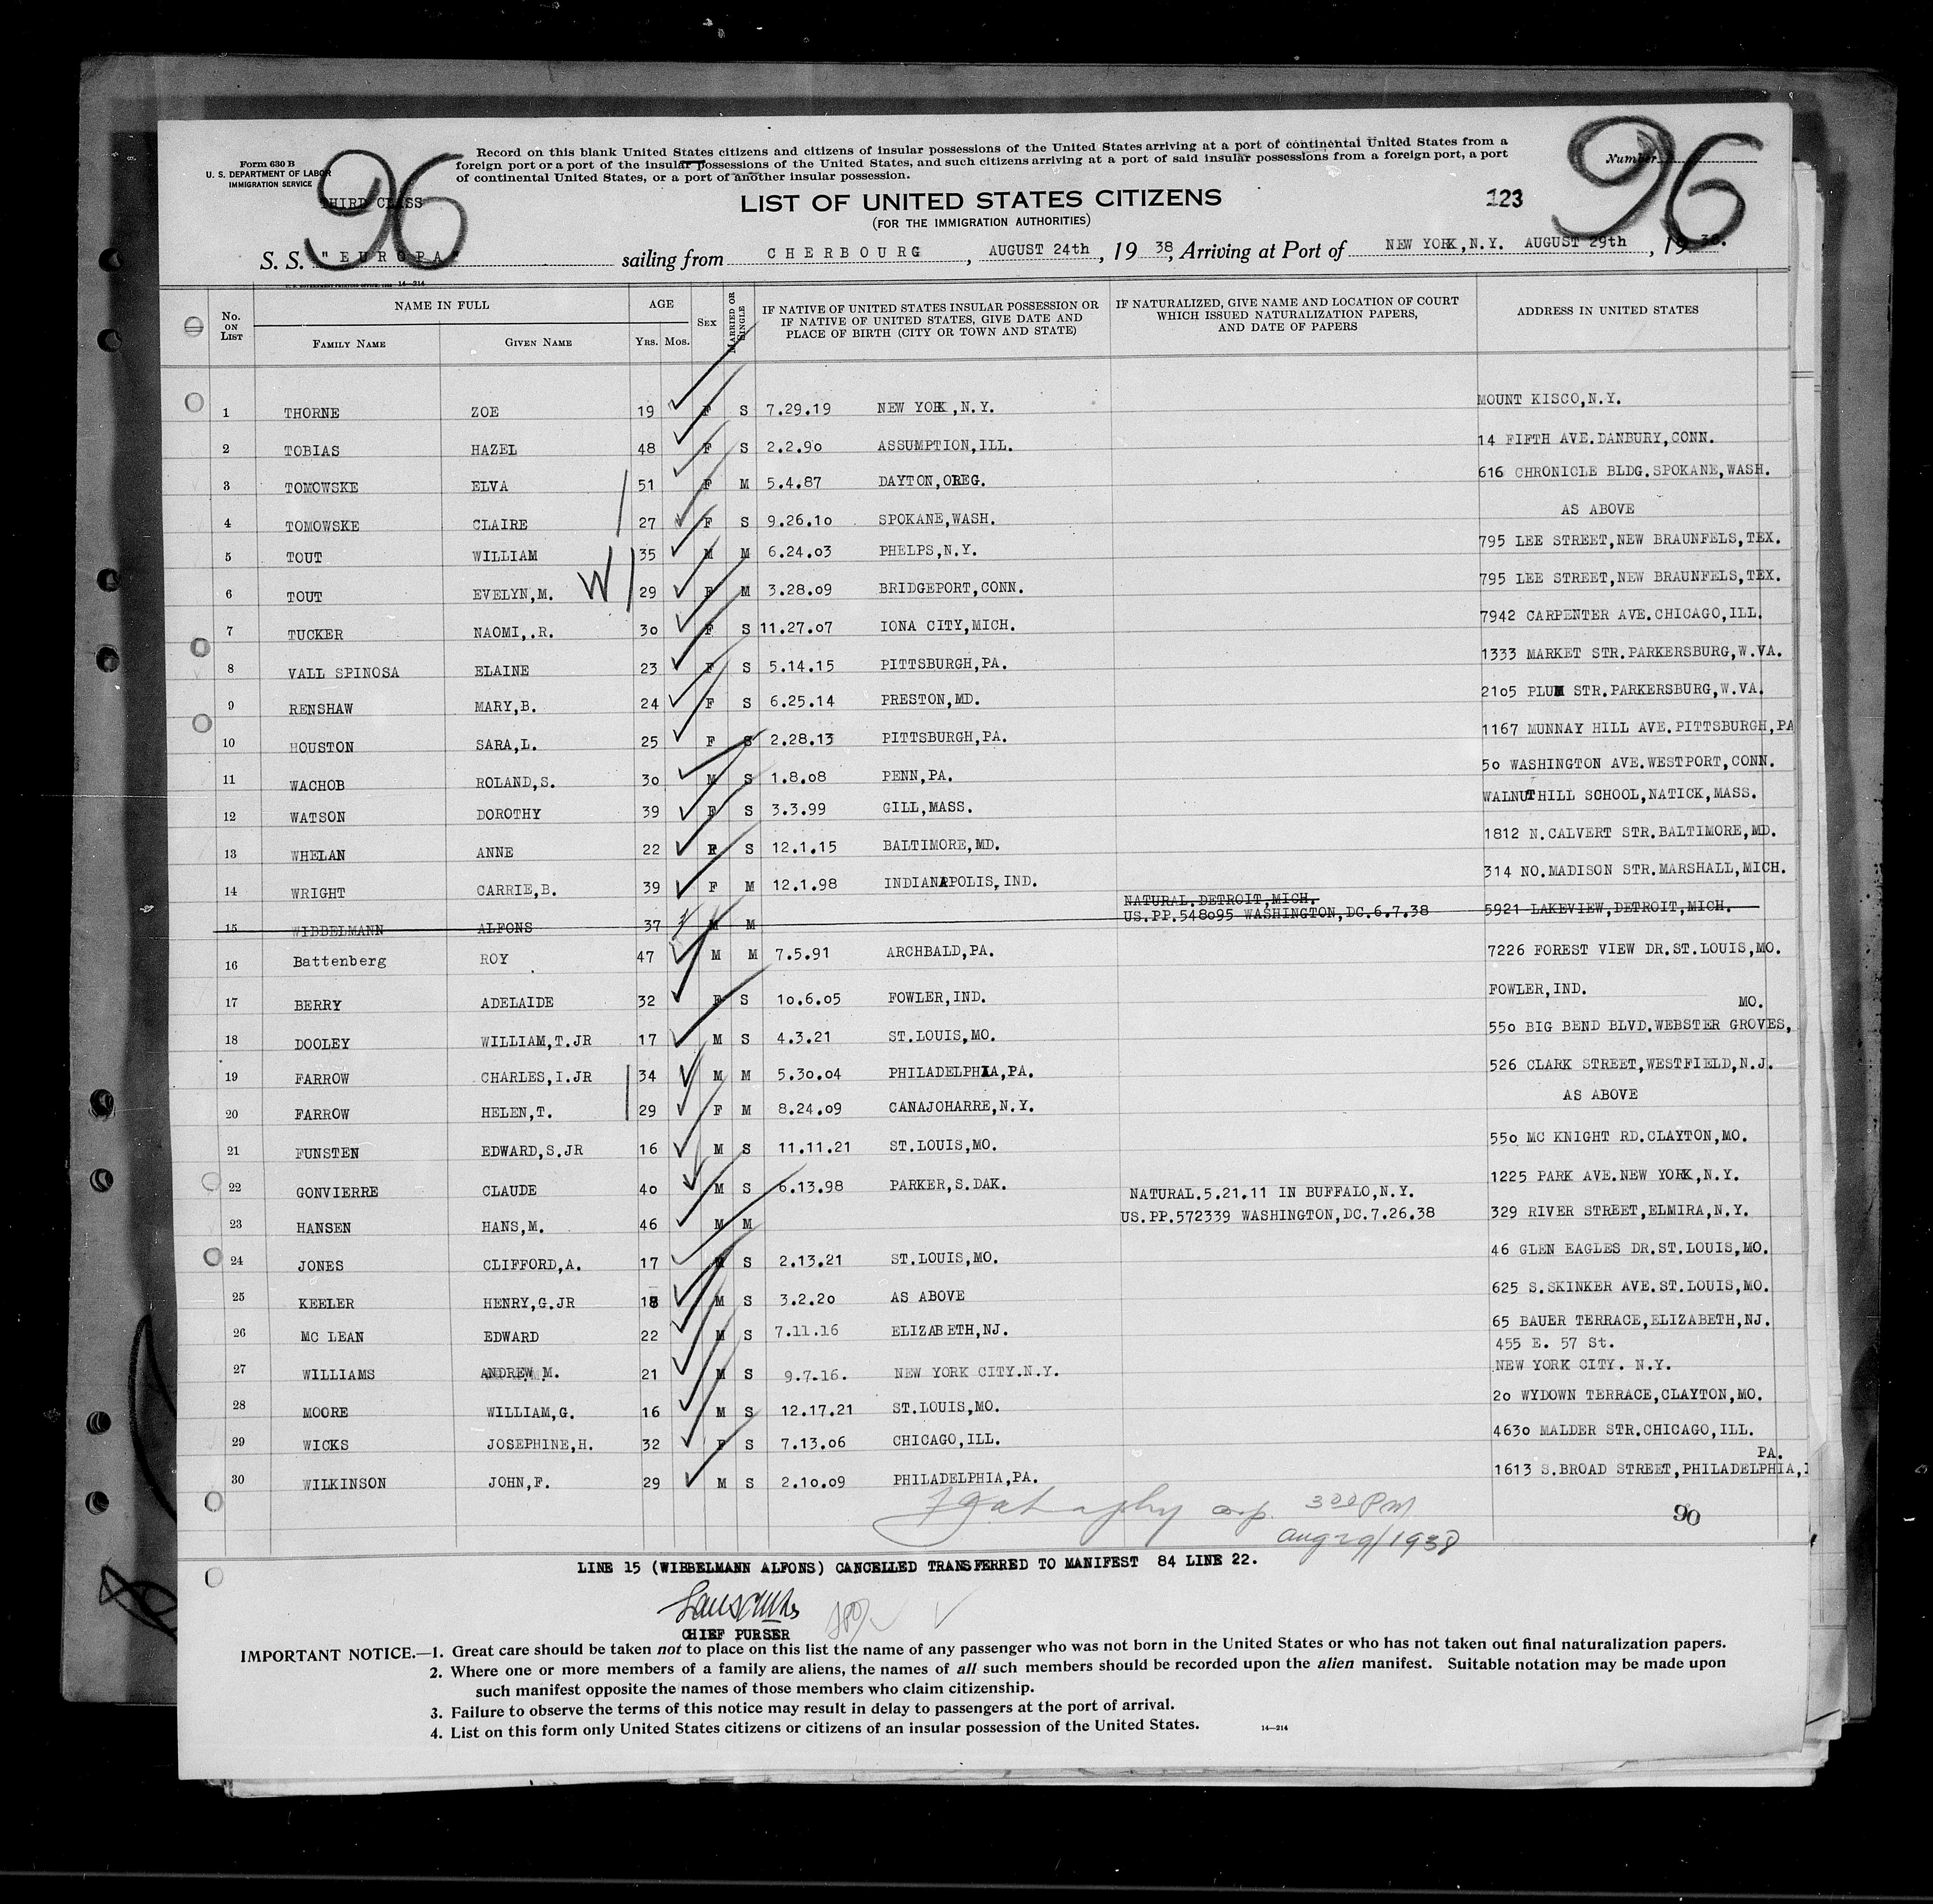 Form 630 B
U. S. DEPARTMENT OF LABOR
IMMIGRATION SERVICE
THIRD CLASS
96
Record on this blank United States citizens and citizens of insular possessions of the United States arriving at a port of continental United States from a
foreign port or a port of the insular possessions of the United States, and such citizens arriving at a port of said insular possessions from a foreign port, a port
of continental United States, or a port of another insular possession.
Number
96
LIST OF UNITED STATES CITIZENS
(FOR THE IMMIGRATION AUTHORITIES)
123
S. S. "EUROPA" sailing from CHERBOURG, AUGUST 24th, 19 38, Arriving at Port of NEW YORK,N.Y. AUGUST 29th, 19 38.
No. ON LIST NAME IN FULL FAMILY NAME GIVEN NAME AGE YRS. MOS. SEX MARRIED OR SINGLE IF NATIVE OF UNITED STATES INSULAR POSSESSION OR IF NATIVE OF UNITED STATES, GIVE DATE AND PLACE OF BIRTH (CITY OR TOWN AND STATE) IF NATURALIZED, GIVE NAME AND LOCATION OF COURT WHICH ISSUED NATURALIZATION PAPERS, AND DATE OF PAPERS ADDRESS IN UNITED STATES
1 THORNE ZOE 19 F S 7.29.19 NEW YORK,N.Y. MOUNT KISCO,N.Y.
2 TOBIAS HAZEL 48 F S 2.2.90 ASSUMPTION,ILL. 14 FIFTH AVE.DANBURY,CONN.
3 TOMOWSKE ELVA 51 F M 5.4.87 DAYTON,OREG. 616 CHRONICLE BLDG.SPOKANE,WASH.
4 TOMOWSKE CLAIRE 27 F S 9.26.10 SPOKANE,WASH. AS ABOVE
5 TOUT WILLIAM 35 M M 6.24.03 PHELPS,N.Y. 795 LEE STREET,NEW BRAUNFELS,TEX.
6 TOUT EVELYN,M. W 29 F M 3.28.09 BRIDGEPORT,CONN. 795 LEE STREET,NEW BRAUNFELS,TEX.
7 TUCKER NAOMI,.R. 30 F S 11.27.07 IONA CITY,MICH. 7942 CARPENTER AVE.CHICAGO,ILL.
8 VALL SPINOSA ELAINE 23 F S 5.14.15 PITTSBURGH,PA. 1333 MARKET STR.PARKERSBURG,W.VA.
9 RENSHAW MARY,B. 24 F S 6.25.14 PRESTON,MD. 2105 PLUM STR.PARKERSBURG,W.VA.
10 HOUSTON SARA,L. 25 F S 2.28.13 PITTSBURGH,PA. 1167 MUNNAY HILL AVE.PITTSBURGH,PA
11 WACHOB ROLAND,S. 30 M S 1.8.08 PENN,PA. 50 WASHINGTON AVE.WESTPORT,CONN.
12 WATSON DOROTHY 39 F S 3.3.99 GILL,MASS. WALNUTHILL SCHOOL,NATICK,MASS.
13 WHELAN ANNE 22 F S 12.1.15 BALTIMORE,MD. 1812 N.CALVERT STR.BALTIMORE,MD.
14 WRIGHT CARRIE,B. 39 F M 12.1.98 INDIANAPOLIS,IND. 314 NO.MADISON STR.MARSHALL,MICH.
NATURAL.DETROIT,MICH.
15 WIBBELMANN ALFONS 37 M M US.PP.548095 WASHINGTON,DC.6.7.38 5921 LAKEVIEW,DETROIT,MICH.
16 Battenberg ROY 47 M M 7.5.91 ARCHBALD,PA. 7226 FOREST VIEW DR.ST.LOUIS,MO.
17 BERRY ADELAIDE 32 F S 10.6.05 FOWLER,IND. FOWLER,IND.
MO.
18 DOOLEY WILLIAM,T.JR 17 M S 4.3.21 ST.LOUIS,MO. 550 BIG BEND BLVD.WEBSTER GROVES,
19 FARROW CHARLES,I.JR 34 M M 5.30.04 PHILADELPHIA,PA. 526 CLARK STREET,WESTFIELD,N.J.
20 FARROW HELEN,T. 29 F M 8.24.09 CANAJOHARRE,N.Y. AS ABOVE
21 FUNSTEN EDWARD,S.JR 16 M S 11.11.21 ST.LOUIS,MO. 550 MC KNIGHT RD.CLAYTON,MO.
22 GONVIERRE CLAUDE 40 M S 6.13.98 PARKER,S.DAK. 1225 PARK AVE.NEW YORK,N.Y.
NATURAL.5.21.11 IN BUFFALO,N.Y.
23 HANSEN HANS,M. 46 M M US.PP.572339 WASHINGTON,DC.7.26.38 329 RIVER STREET,ELMIRA,N.Y.
24 JONES CLIFFORD,A. 17 M S 2.13.21 ST.LOUIS,MO. 46 GLEN EAGLES DR.ST.LOUIS,MO.
25 KEELER HENRY,G.JR 18 M S 3.2.20 AS ABOVE 625 S.SKINKER AVE.ST.LOUIS,MO.
26 MC LEAN EDWARD 22 M S 7.11.16 ELIZABETH,NJ. 65 BAUER TERRACE,ELIZABETH,NJ.
455 E. 57 St.
27 WILLIAMS ANDREW M. 21 M S 9.7.16. NEW YORK CITY.N.Y. NEW YORK CITY. N.Y.
28 MOORE WILLIAM,G. 16 M S 12.17.21 ST.LOUIS,MO. 20 WYDOWN TERRACE,CLAYTON,MO.
29 WICKS JOSEPHINE,H. 32 F S 7.13.06 CHICAGO,ILL. 4630 MALDER STR.CHICAGO,ILL.
PA.
30 WILKINSON JOHN,F. 29 M S 2.10.09 PHILADELPHIA,PA. 1613 S.BROAD STREET,PHILADELPHIA,
300 PM
90
Aug 29/1938
LINE 15 (WIBBELMANN ALFONS) CANCELLED TRANSFERRED TO MANIFEST 84 LINE 22.
CHIEF PURSER
IMPORTANT NOTICE.—1. Great care should be taken not to place on this list the name of any passenger who was not born in the United States or who has not taken out final naturalization papers.
2. Where one or more members of a family are aliens, the names of all such members should be recorded upon the alien manifest. Suitable notation may be made upon
such manifest opposite the names of those members who claim citizenship.
3. Failure to observe the terms of this notice may result in delay to passengers at the port of arrival.
4. List on this form only United States citizens or citizens of an insular possession of the United States.
14—214